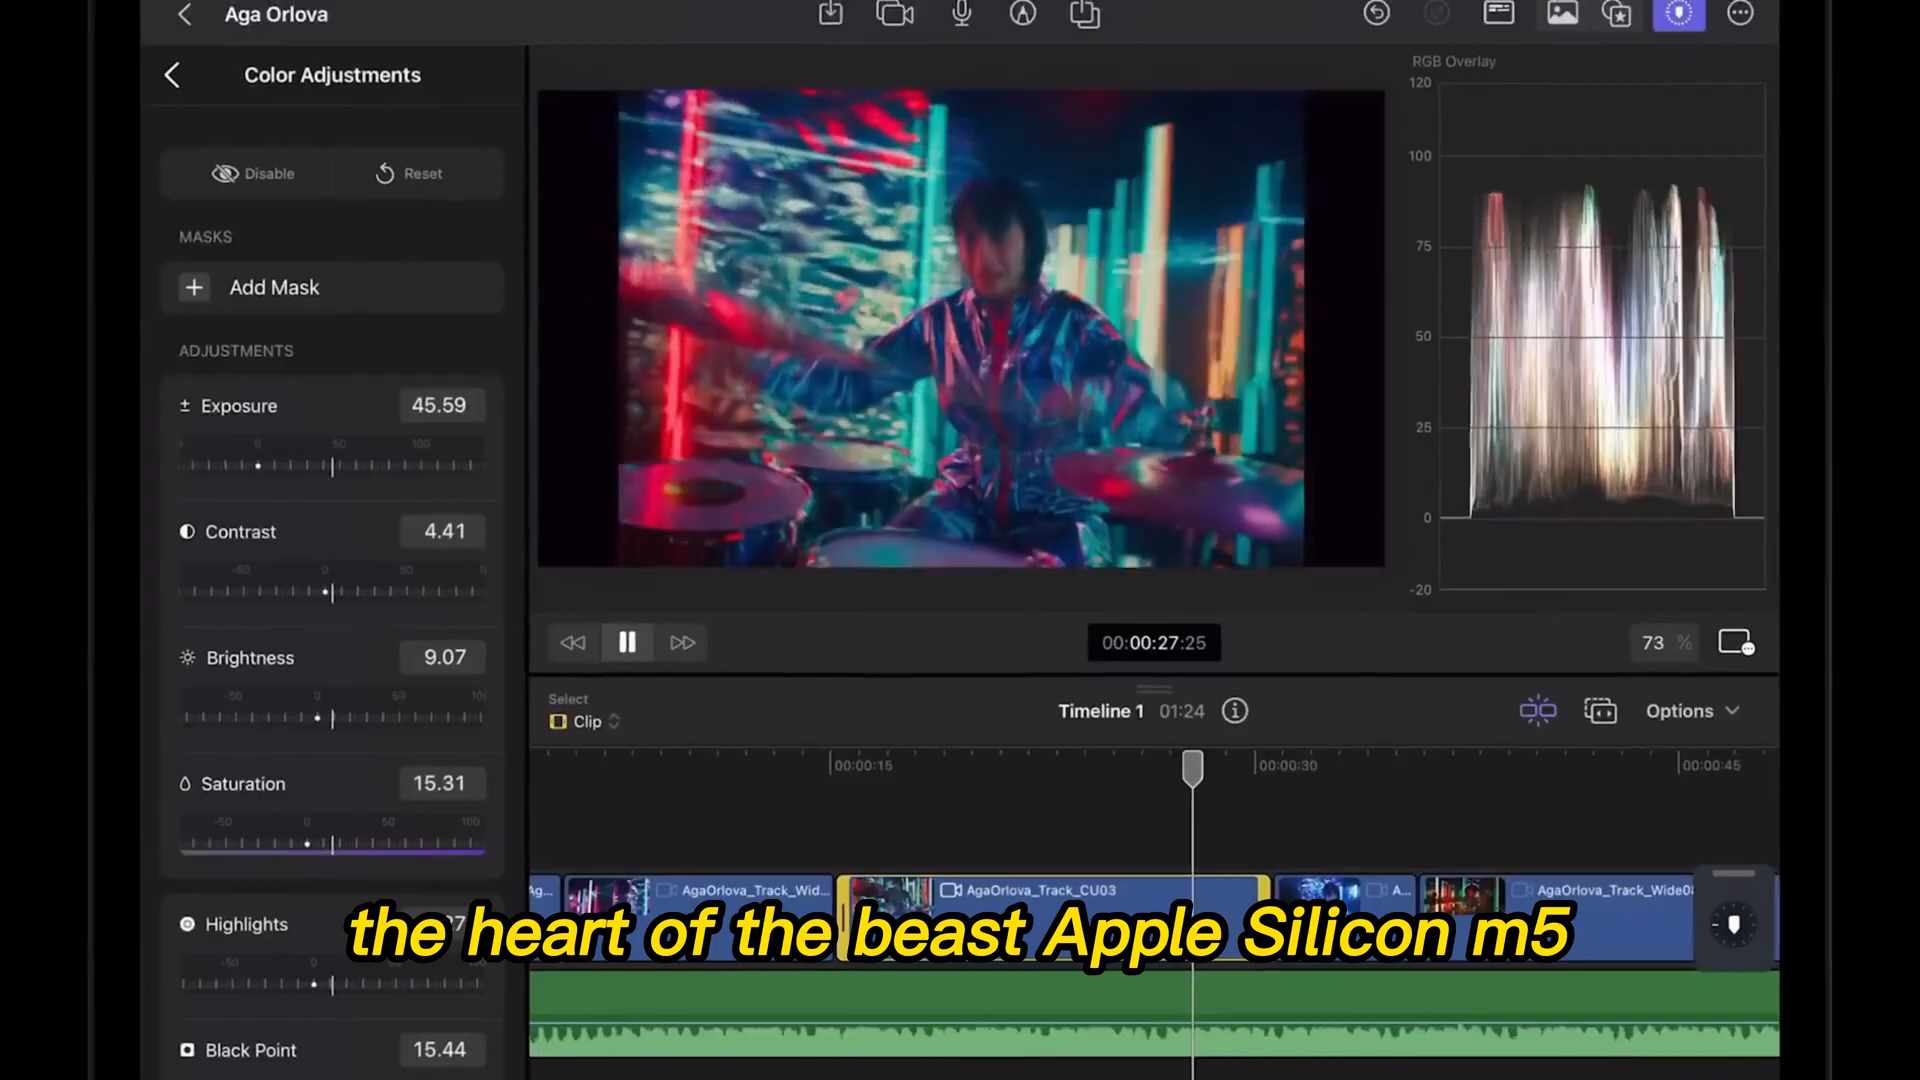 Aga Orlova
Color Adjustments
RGB Overlay
120
100
75
50
25
0
-20
Disable
Reset
MASKS
Add Mask
ADJUSTMENTS
Exposure
45.59
0
50
100
Contrast
4.41
-50
0
50
Brightness
9.07
-50
0
50
Saturation
15.31
-50
0
50
100
Highlights
-50
0
50
Black Point
15.44
00:00:27:25
73 %
Select
Clip
Timeline 1
01:24
Options
00:00:15
00:00:30
00:00:45
Ag...
AgaOrlova_Track_Wid...
AgaOrlova_Track_CU03
A...
AgaOrlova_Track_Wide0
the heart of the beast Apple Silicon m5